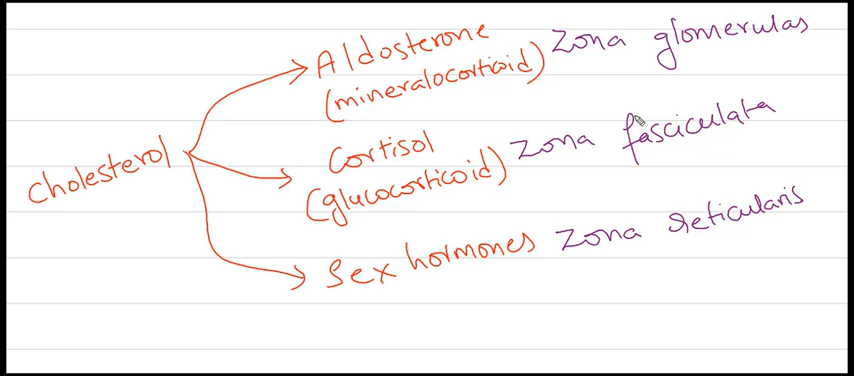 Aldosterone Zona glomerulas
(mineralocorticoid)
Cholesterol
Cortisol Zona fasciculata
(glucocorticoid)
Sex hormones Zona reticularis